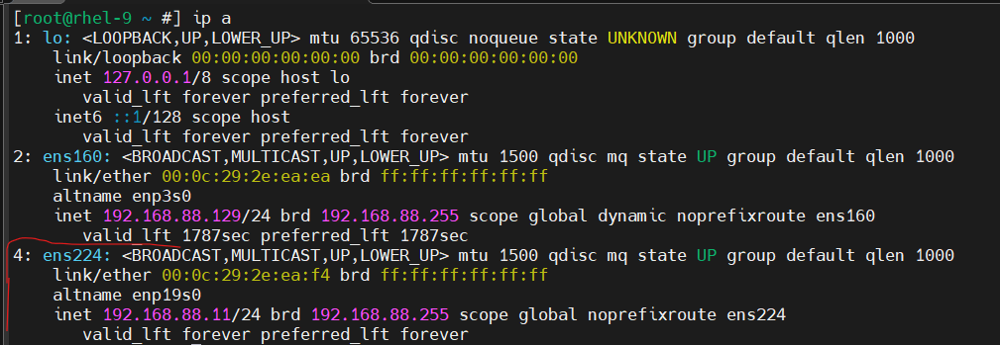 [root@rhel-9 ~ #] ip a
1: lo: <LOOPBACK,UP,LOWER_UP> mtu 65536 qdisc noqueue state UNKNOWN group default qlen 1000
    link/loopback 00:00:00:00:00:00 brd 00:00:00:00:00:00
    inet 127.0.0.1/8 scope host lo
       valid_lft forever preferred_lft forever
    inet6 ::1/128 scope host
       valid_lft forever preferred_lft forever
2: ens160: <BROADCAST,MULTICAST,UP,LOWER_UP> mtu 1500 qdisc mq state UP group default qlen 1000
    link/ether 00:0c:29:2e:ea:ea brd ff:ff:ff:ff:ff:ff
    altname enp3s0
    inet 192.168.88.129/24 brd 192.168.88.255 scope global dynamic noprefixroute ens160
       valid_lft 1787sec preferred_lft 1787sec
4: ens224: <BROADCAST,MULTICAST,UP,LOWER_UP> mtu 1500 qdisc mq state UP group default qlen 1000
    link/ether 00:0c:29:2e:ea:f4 brd ff:ff:ff:ff:ff:ff
    altname enp19s0
    inet 192.168.88.11/24 brd 192.168.88.255 scope global noprefixroute ens224
       valid_lft forever preferred_lft forever